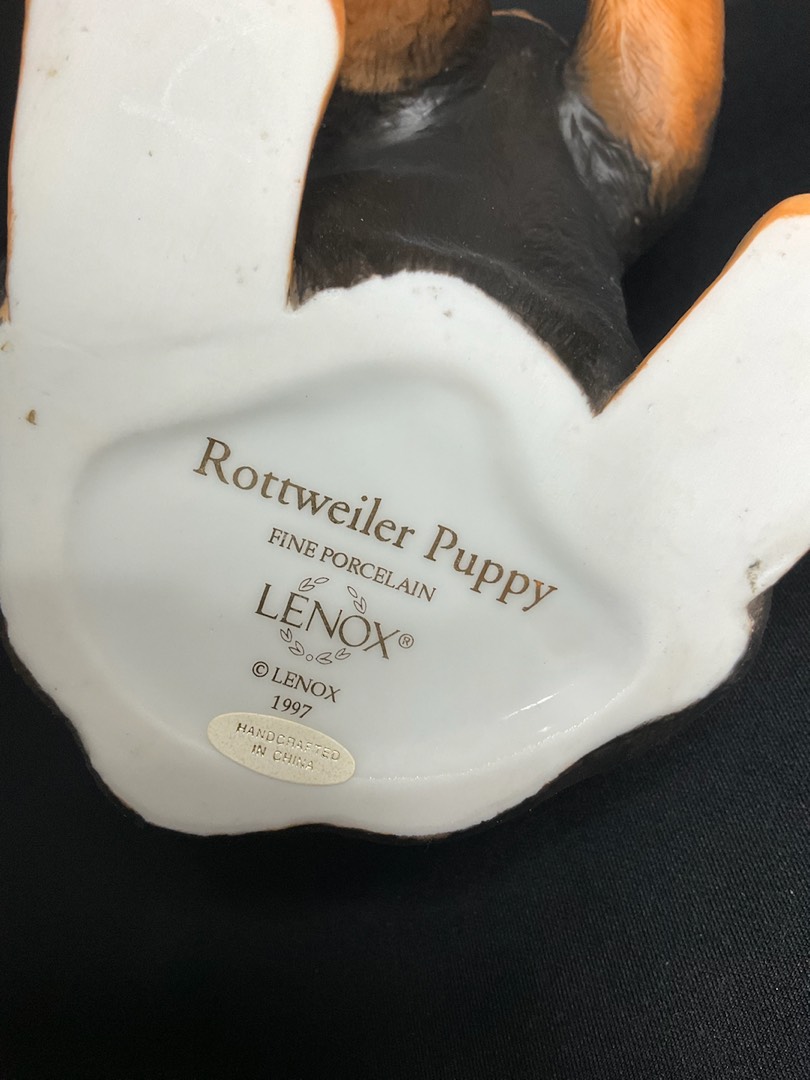 Rottweiler Puppy
FINE PORCELAIN
LENOX®
© LENOX
1997
HANDCRAFTED
IN CHINA